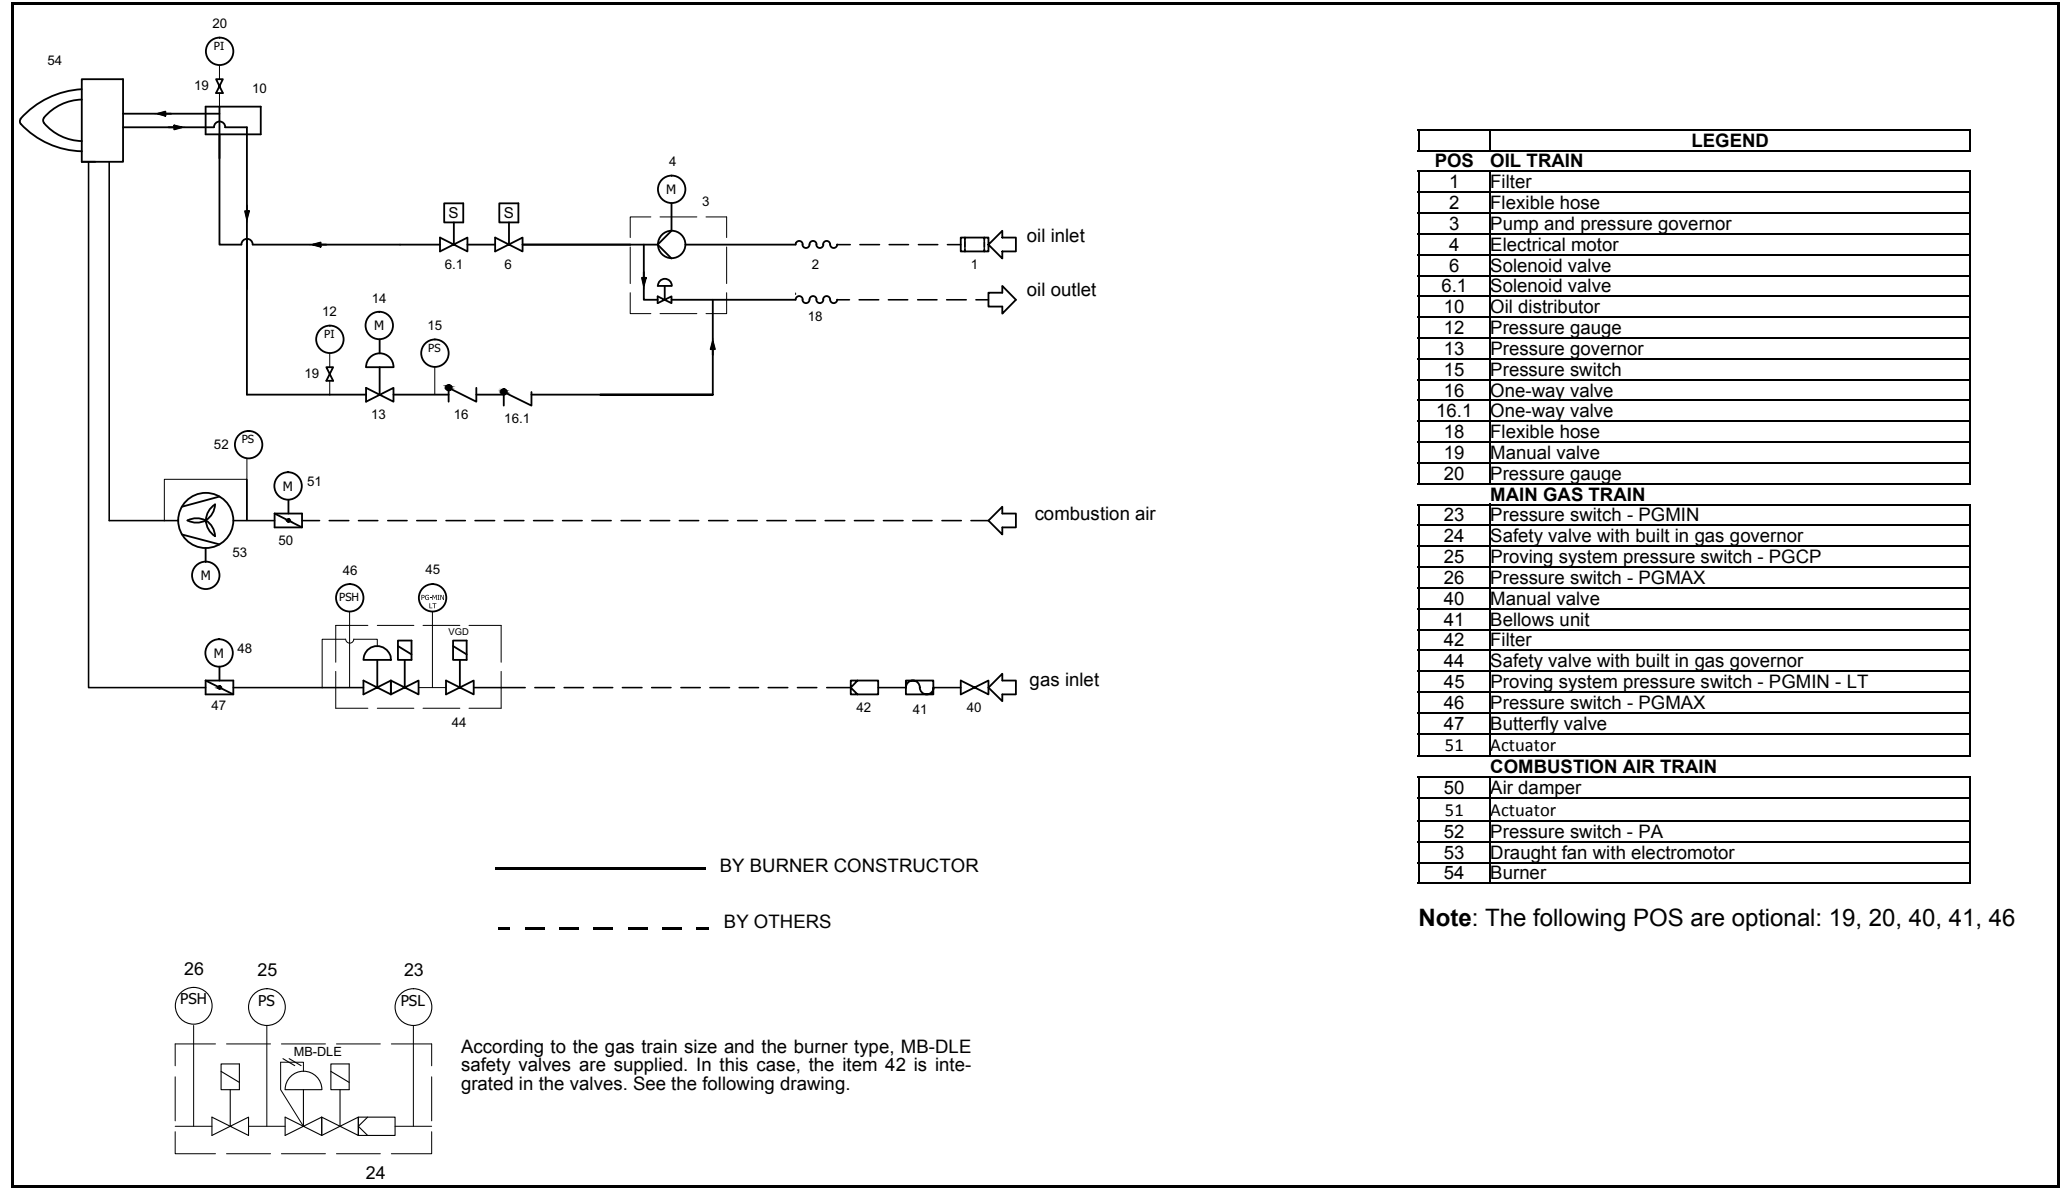 20
PI
54
19
10
4
M
3
S
S
oil inlet
6.1
6
2
1
14
oil outlet
12
M
15
18
PI
PS
19
13
16
16.1
52
PS
M
51
combustion air
50
53
M
46
45
PSH
PG-MIN
LT
VGD
M
48
gas inlet
47
42
41
40
44
BY BURNER CONSTRUCTOR
BY OTHERS
26
25
23
PSH
PS
PSL
MB-DLE
According to the gas train size and the burner type, MB-DLE
safety valves are supplied. In this case, the item 42 is inte-
grated in the valves. See the following drawing.
24
LEGEND
POS OIL TRAIN
1 Filter
2 Flexible hose
3 Pump and pressure governor
4 Electrical motor
6 Solenoid valve
6.1 Solenoid valve
10 Oil distributor
12 Pressure gauge
13 Pressure governor
15 Pressure switch
16 One-way valve
16.1 One-way valve
18 Flexible hose
19 Manual valve
20 Pressure gauge
MAIN GAS TRAIN
23 Pressure switch - PGMIN
24 Safety valve with built in gas governor
25 Proving system pressure switch - PGCP
26 Pressure switch - PGMAX
40 Manual valve
41 Bellows unit
42 Filter
44 Safety valve with built in gas governor
45 Proving system pressure switch - PGMIN - LT
46 Pressure switch - PGMAX
47 Butterfly valve
51 Actuator
COMBUSTION AIR TRAIN
50 Air damper
51 Actuator
52 Pressure switch - PA
53 Draught fan with electromotor
54 Burner
Note: The following POS are optional: 19, 20, 40, 41, 46